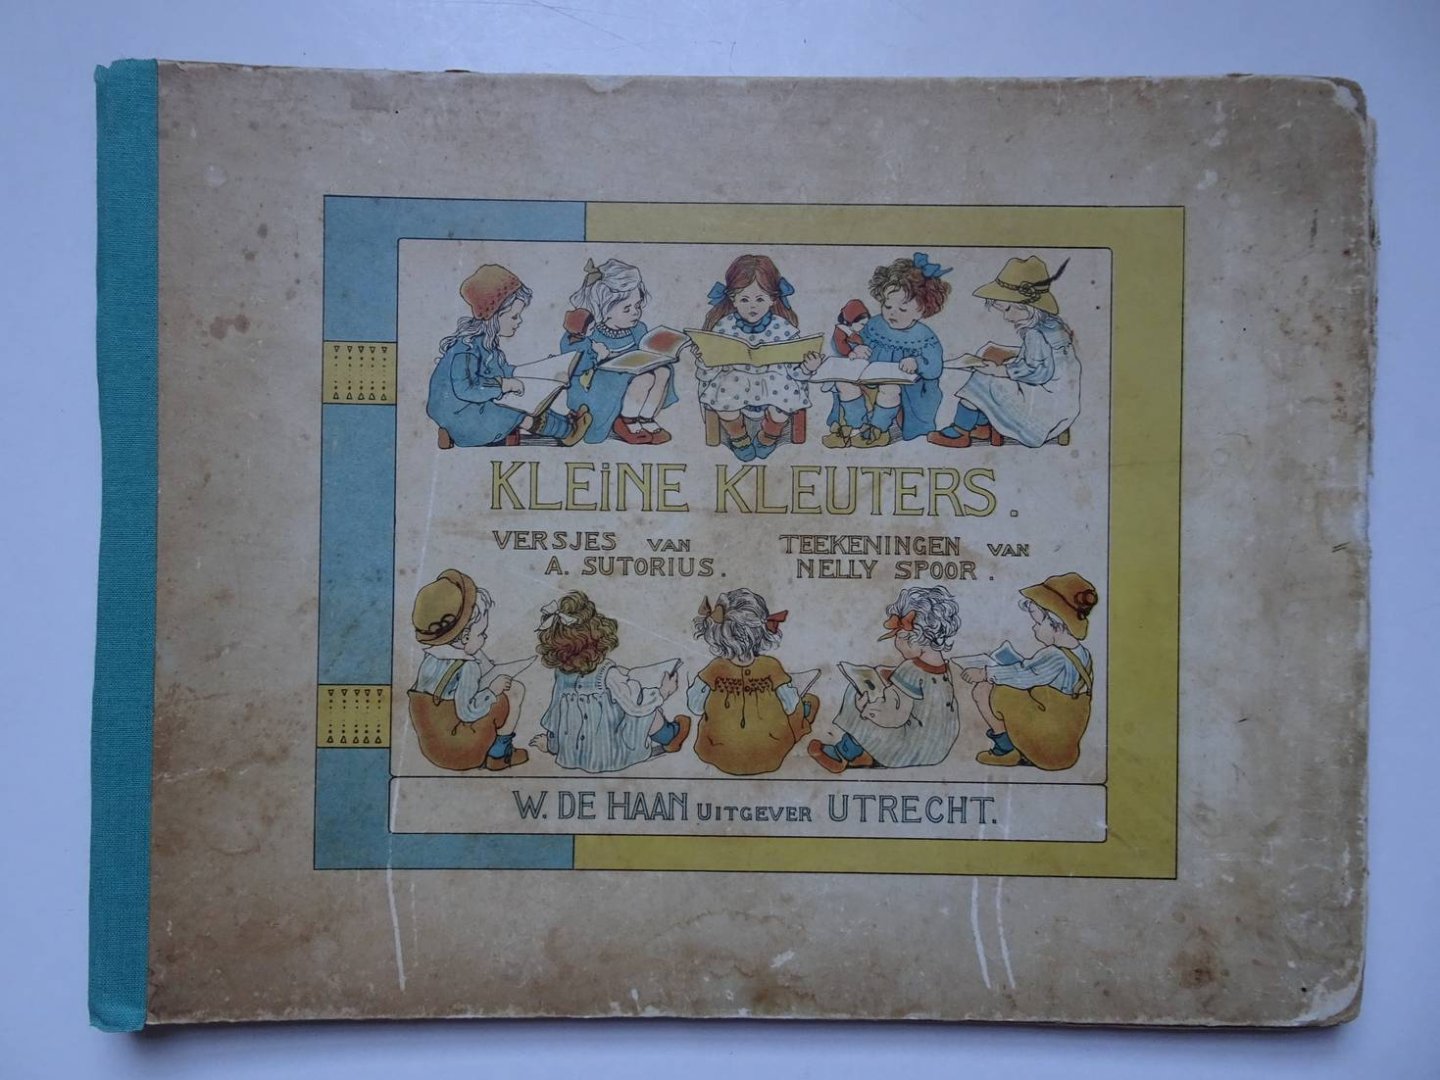 KLEiNE KLEUTERS.
VERSJES VAN
A. SUTORIUS.
TEEKENINGEN VAN
NELLY SPOOR.
W. DE HAAN UITGEVER UTRECHT.